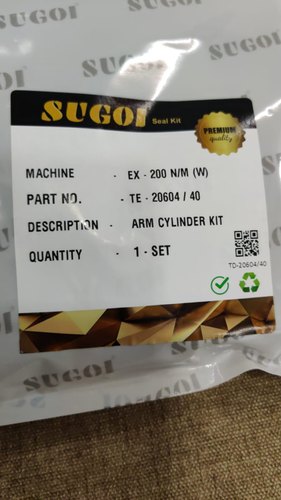 SUGOI
SUGOI
SUGOI Seal Kit
PREMIUM
quality
MACHINE - EX - 200 N/M (W)
PART NO. - TE - 20604 / 40
DESCRIPTION - ARM CYLINDER KIT
QUANTITY - 1 - SET
TD-20604/40
SUGOI
SUGOI